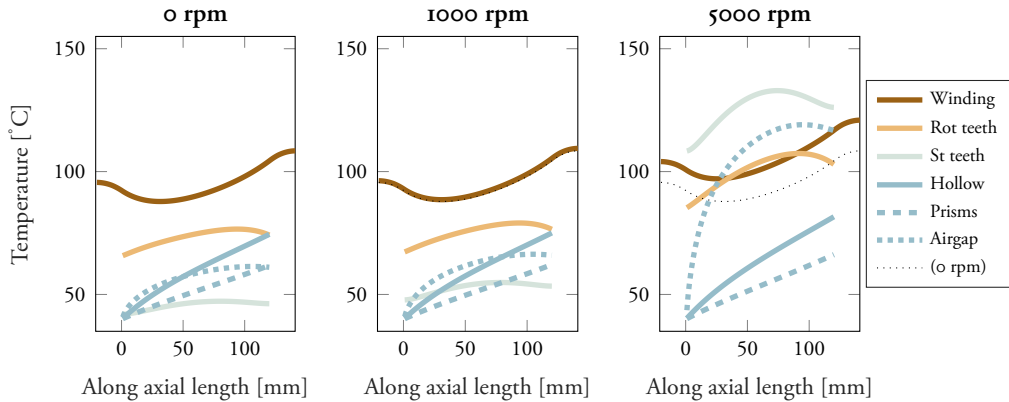 0 rpm
1000 rpm
5000 rpm
Temperature [°C]
150
100
50
0
50
100
Along axial length [mm]
150
100
50
0
50
100
Along axial length [mm]
150
100
50
0
50
100
Along axial length [mm]
Winding
Rot teeth
St teeth
Hollow
Prisms
Airgap
(0 rpm)